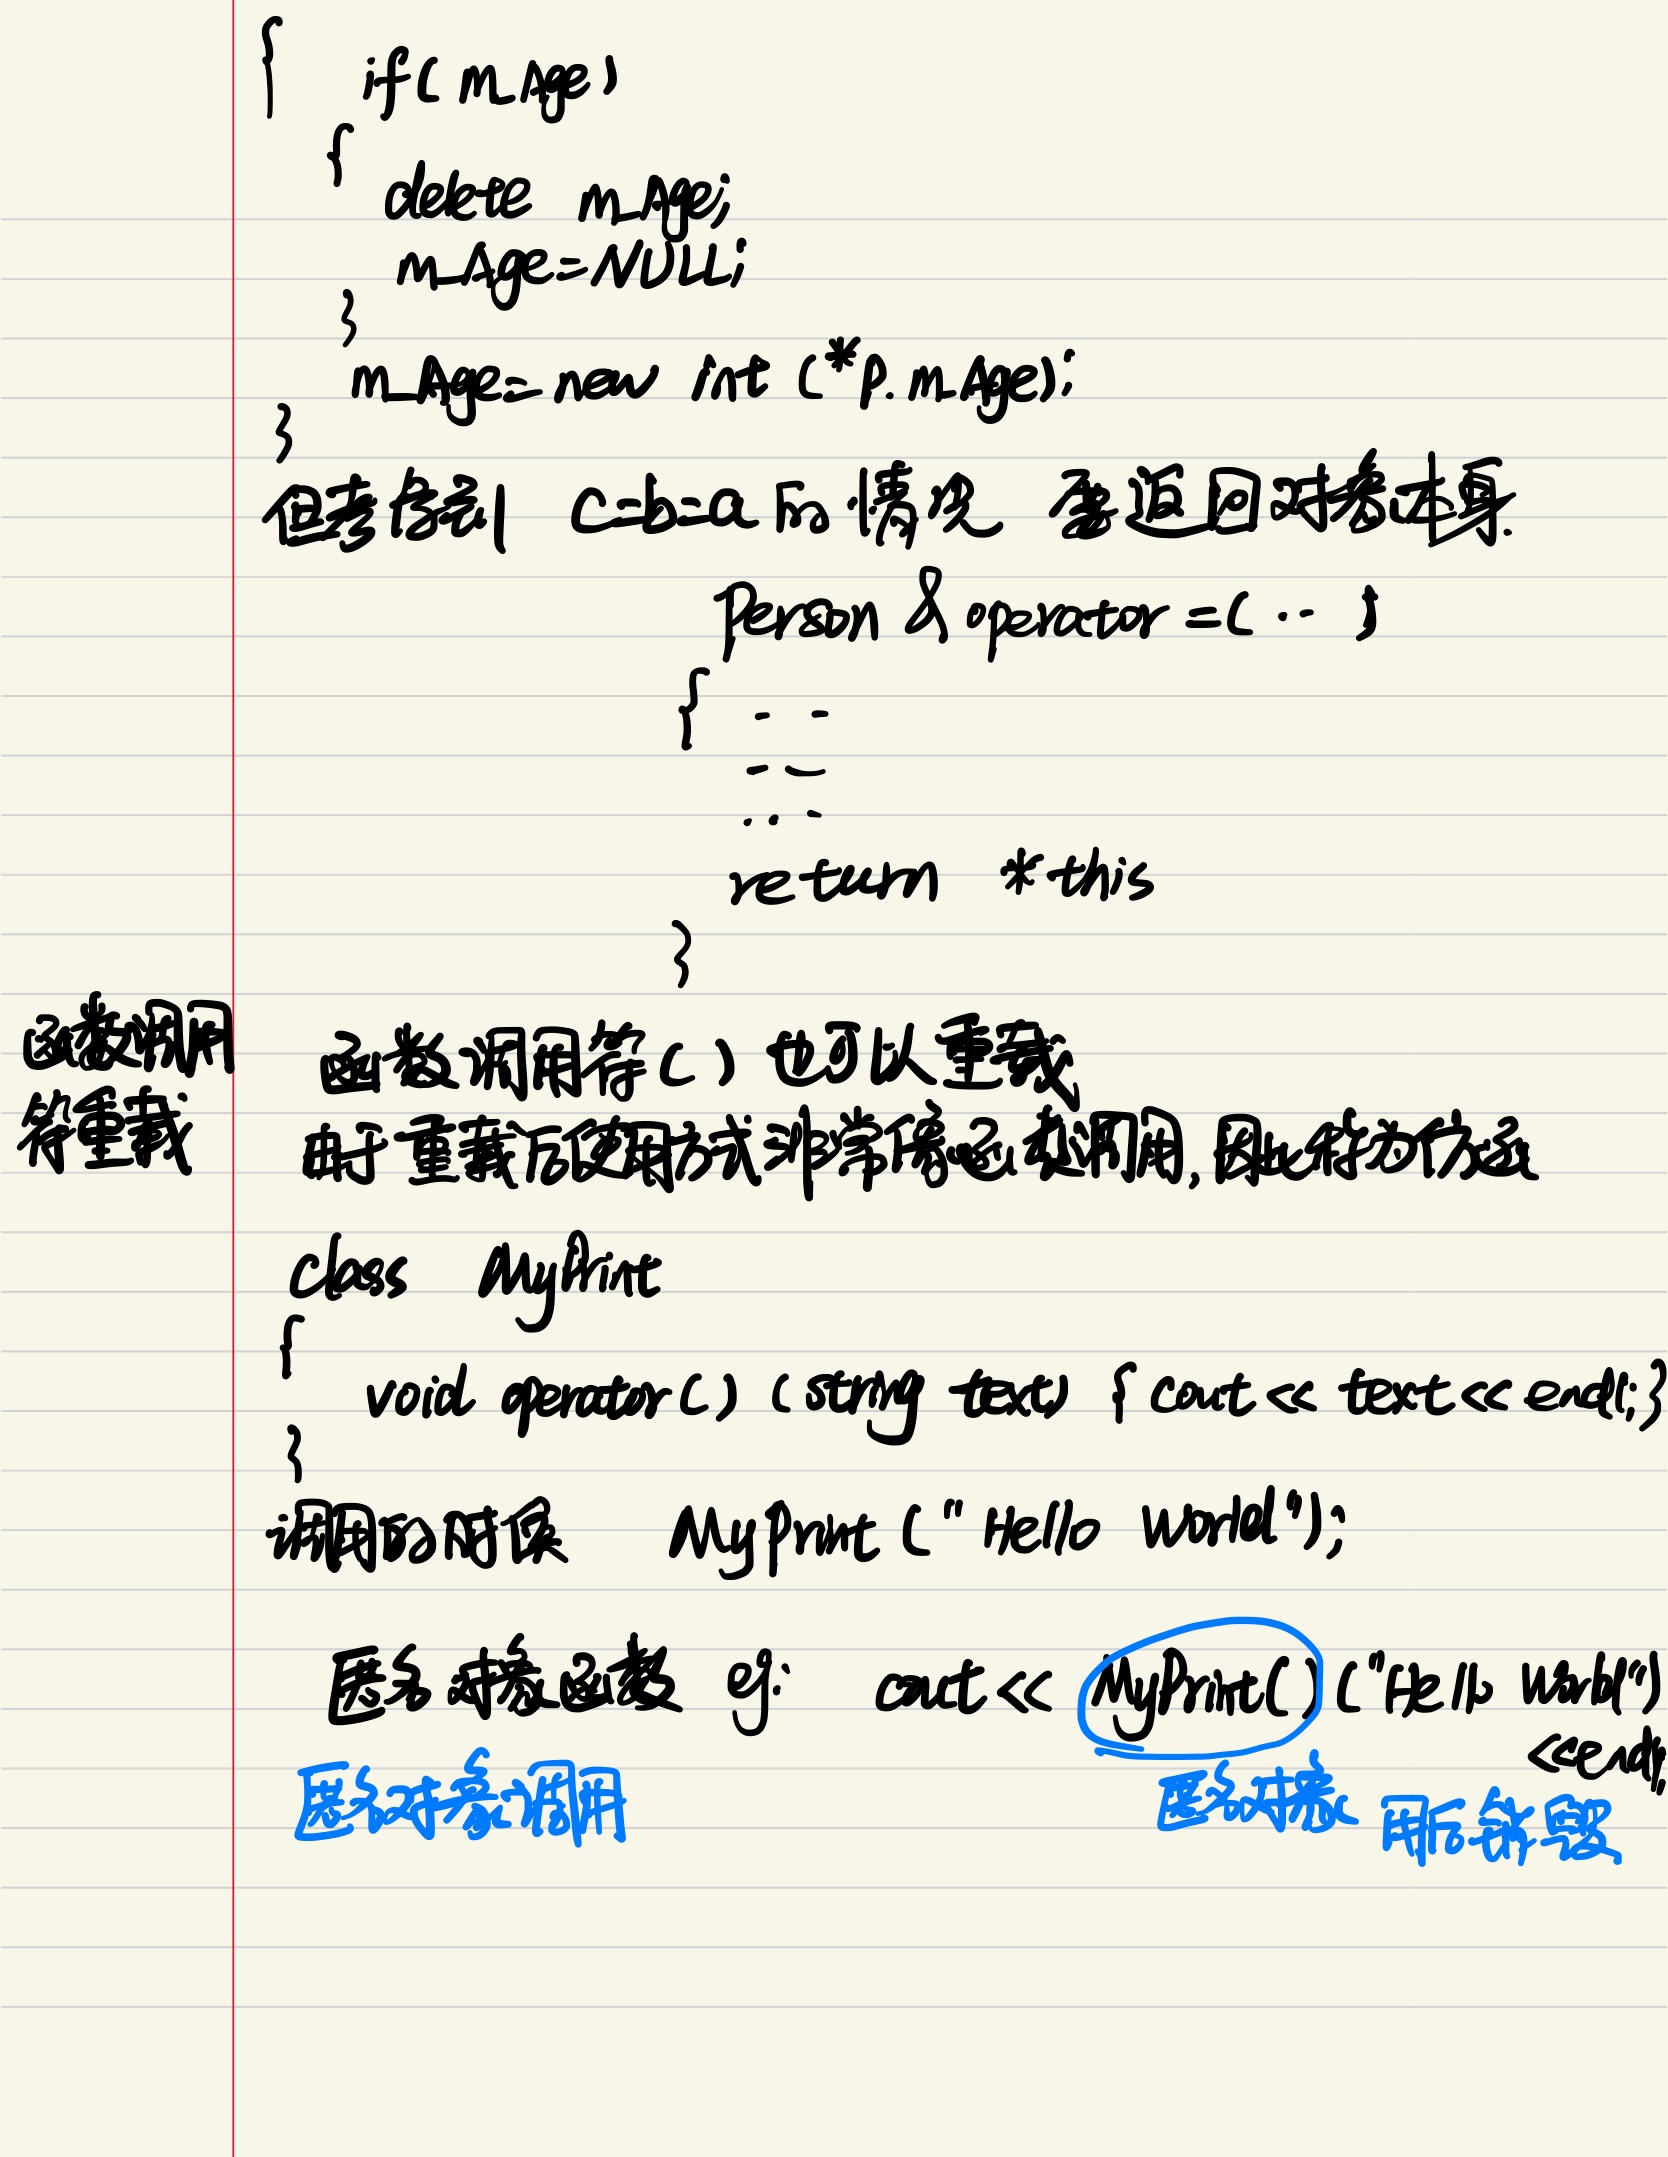 { if( m_Age)
{
delete m_Age;
m_Age=NULL;
}
m_Age= new int (*p.m_Age);
}
但考虑到 c=b=a 的情况 需返回对象本身.
Person & operator =( ‥ )
{ - -
- -
‥ -
return *this
}
函数调用
符重载
函数调用符( ) 也可以重载
由于重载后使用方式非常像函数调用,因此称为仿函
class MyPrint
{
void operator( ) (string text) { cout << text << endl; }
}
调用的时候 MyPrint ("Hello World");
匿名对象函数 eg: cout << MyPrint( ) ("Hello World")
<<endl;
匿名对象调用 匿名对象 用后销毁